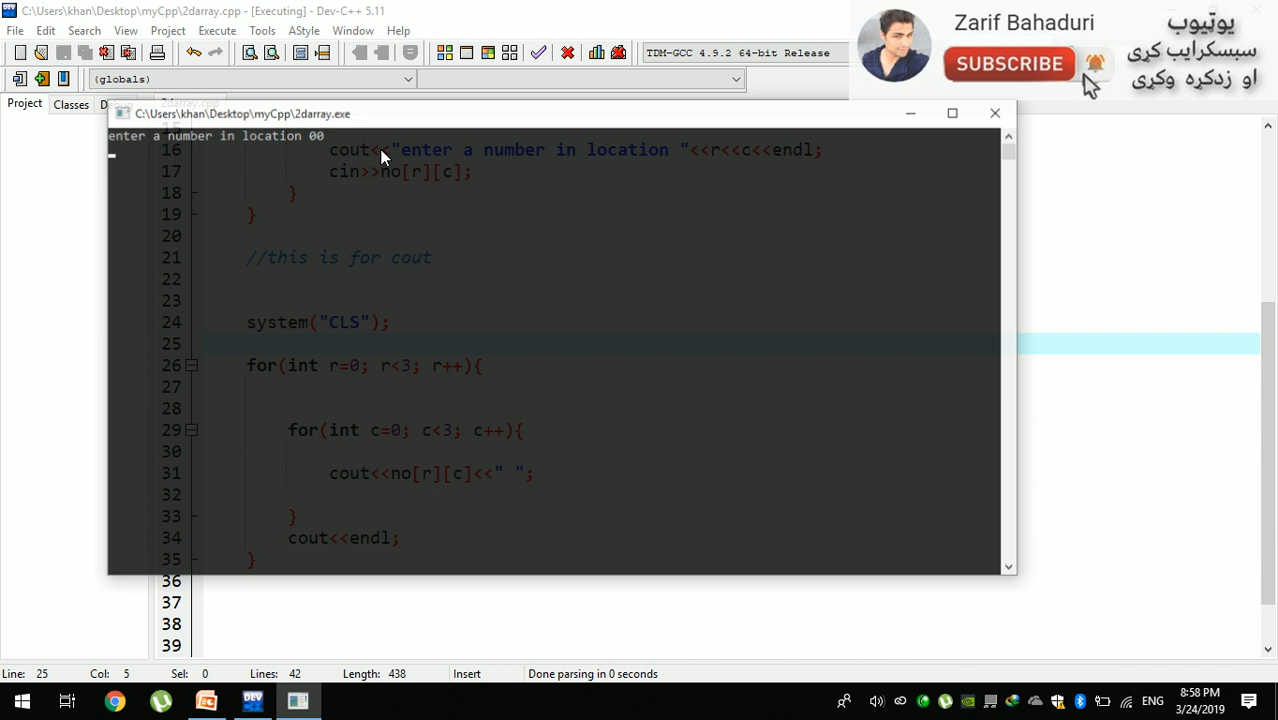 C:\Users\khan\Desktop\myCpp\2darray.cpp - [Executing] - Dev-C++ 5.11
File Edit Search View Project Execute Tools AStyle Window Help
TDM-GCC 4.9.2 64-bit Release
(globals)
Zarif Bahaduri
SUBSCRIBE
یوټیوب
سبسکرایب کړی
او زدکړه وکړی
Project Classes
C:\Users\khan\Desktop\myCpp\2darray.exe
enter a number in location 00
16 cout<<"enter a number in location "<<r<<c<<endl;
17 cin>>no[r][c];
18 }
19 }
20
21 //this is for cout
22
23
24 system("CLS");
25
26 for(int r=0; r<3; r++){
27
28
29 for(int c=0; c<3; c++){
30
31 cout<<no[r][c]<<" ";
32
33 }
34 cout<<endl;
35 }
36
37
38
39
Line: 25 Col: 5 Sel: 0 Lines: 42 Length: 438 Insert Done parsing in 0 seconds
DEV
ENG
8:58 PM
3/24/2019